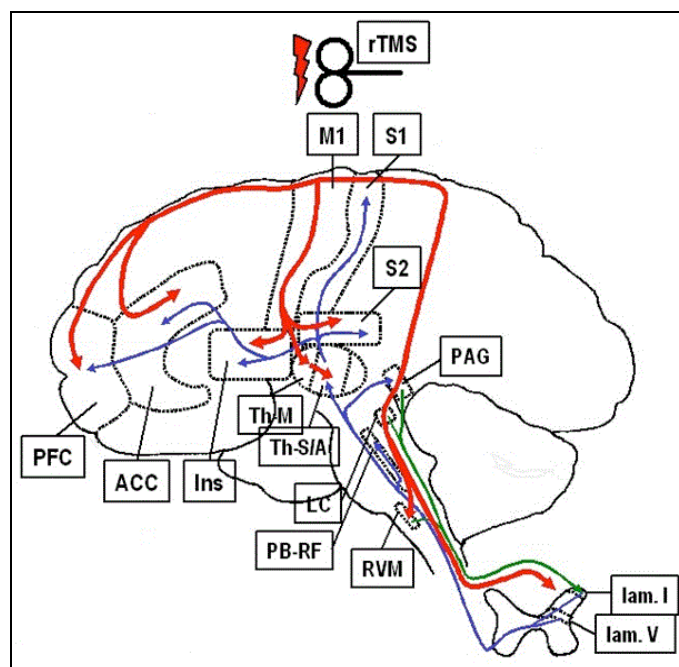 rTMS
M1
S1
S2
PAG
Th-M
Th-S/A
PFC
ACC
Ins
LC
PB-RF
RVM
lam. I
lam. V